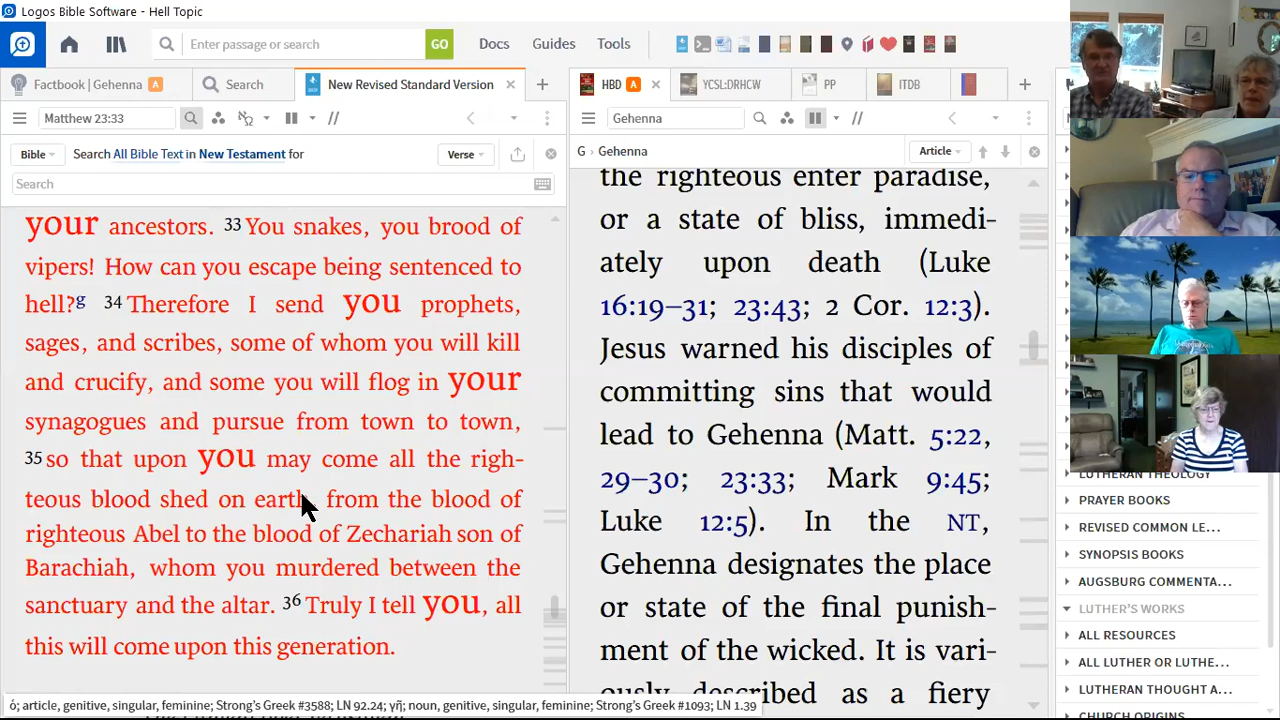 Logos Bible Software - Hell Topic
Enter passage or search
GO
Docs
Guides
Tools
Factbook | Gehenna A
Search
New Revised Standard Version
HBD A
YCSL:DRHCW
PP
ITDB
Matthew 23:33
Gehenna
Bible
Search All Bible Text in New Testament for
Verse
Search
your ancestors. 33 You snakes, you brood of
vipers! How can you escape being sentenced to
hell?g 34 Therefore I send you prophets,
sages, and scribes, some of whom you will kill
and crucify, and some you will flog in your
synagogues and pursue from town to town,
35 so that upon you may come all the righ-
teous blood shed on earth, from the blood of
righteous Abel to the blood of Zechariah son of
Barachiah, whom you murdered between the
sanctuary and the altar. 36 Truly I tell you, all
this will come upon this generation.
ὁ; article, genitive, singular, feminine; Strong's Greek #3588; LN 92.24; γῆ; noun, genitive, singular, feminine; Strong's Greek #1093; LN 1.39
G › Gehenna
Article
the righteous enter paradise,
or a state of bliss, immedi-
ately upon death (Luke
16:19–31; 23:43; 2 Cor. 12:3).
Jesus warned his disciples of
committing sins that would
lead to Gehenna (Matt. 5:22,
29–30; 23:33; Mark 9:45;
Luke 12:5). In the NT,
Gehenna designates the place
or state of the final punish-
ment of the wicked. It is vari-
ously described as a fiery
LUTHERAN THEOLOGY
PRAYER BOOKS
REVISED COMMON LE...
SYNOPSIS BOOKS
AUGSBURG COMMENTA...
LUTHER'S WORKS
ALL RESOURCES
ALL LUTHER OR LUTHE...
LUTHERAN THOUGHT A...
CHURCH ORIGINS